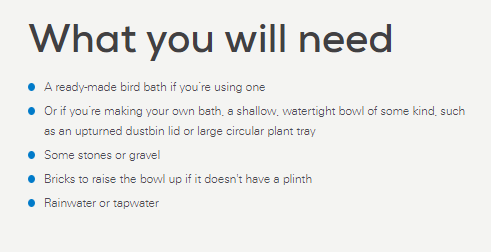 What you will need
A ready-made bird bath if you're using one
Or if you're making your own bath, a shallow, watertight bowl of some kind, such
as an upturned dustbin lid or large circular plant tray
Some stones or gravel
Bricks to raise the bowl up if it doesn't have a plinth
Rainwater or tapwater